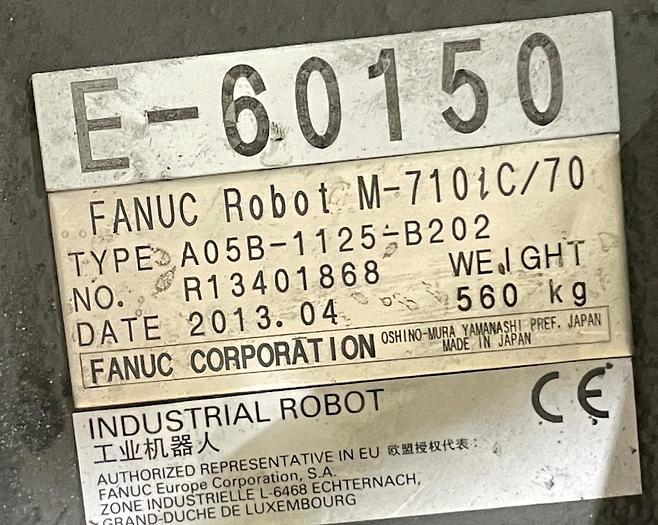 E-60150
FANUC Robot M-710iC/70
TYPE A05B-1125-B202
NO. R13401868 WEIGHT
DATE 2013.04 560 kg
FANUC CORPORATION OSHINO-MURA YAMANASHI PREF. JAPAN
MADE IN JAPAN
INDUSTRIAL ROBOT CE
工业机器人
AUTHORIZED REPRESENTATIVE IN EU 欧盟授权代表:
FANUC Europe Corporation, S.A.
ZONE INDUSTRIELLE L-6468 ECHTERNACH,
GRAND-DUCHE DE LUXEMBOURG